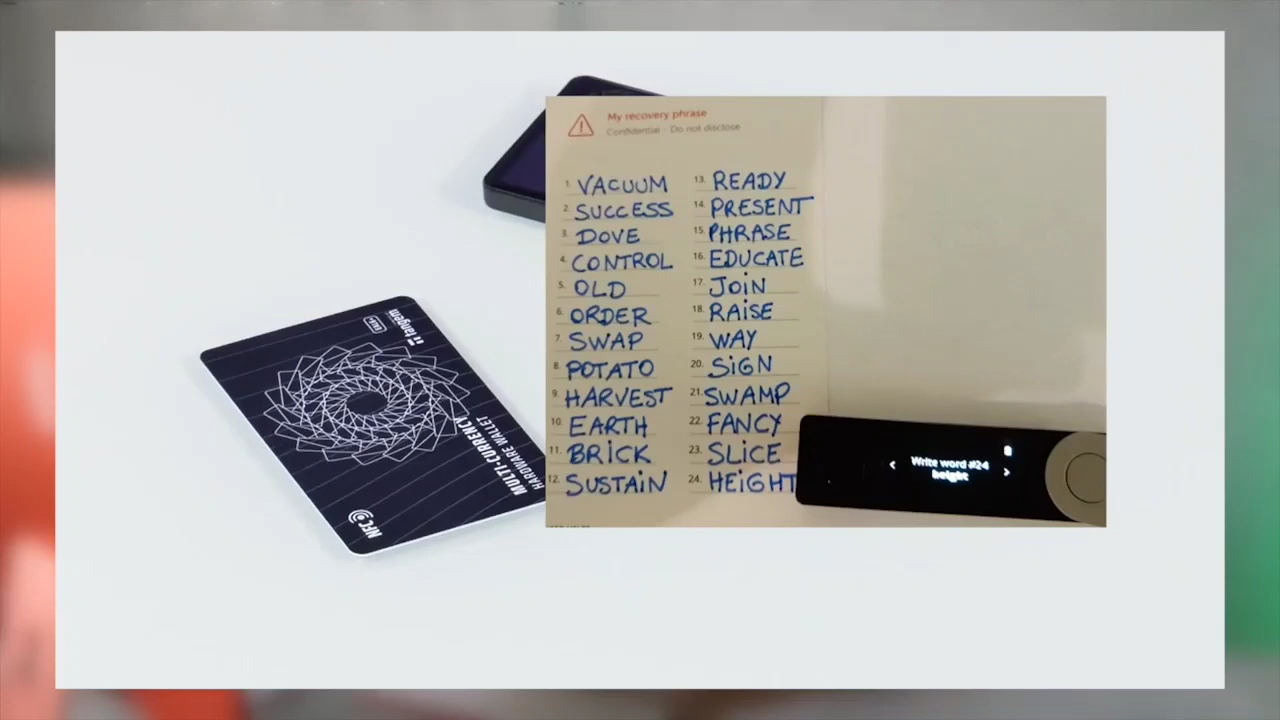 My recovery phrase
Confidential - Do not disclose
1. VACUUM
2. SUCCESS
3. DOVE
4. CONTROL
5. OLD
6. ORDER
7. SWAP
8. POTATO
9. HARVEST
10. EARTH
11. BRiCK
12. SUSTAiN
13. READY
14. PRESENT
15. PHRASE
16. EDUCATE
17. JOiN
18. RAiSE
19. WAY
20. SiGN
21. SWAMP
22. FANCY
23. SLiCE
24. HEiGHT
Write word #24
height
tangem
MULTI-CURRENCY
HARDWARE WALLET
NFC